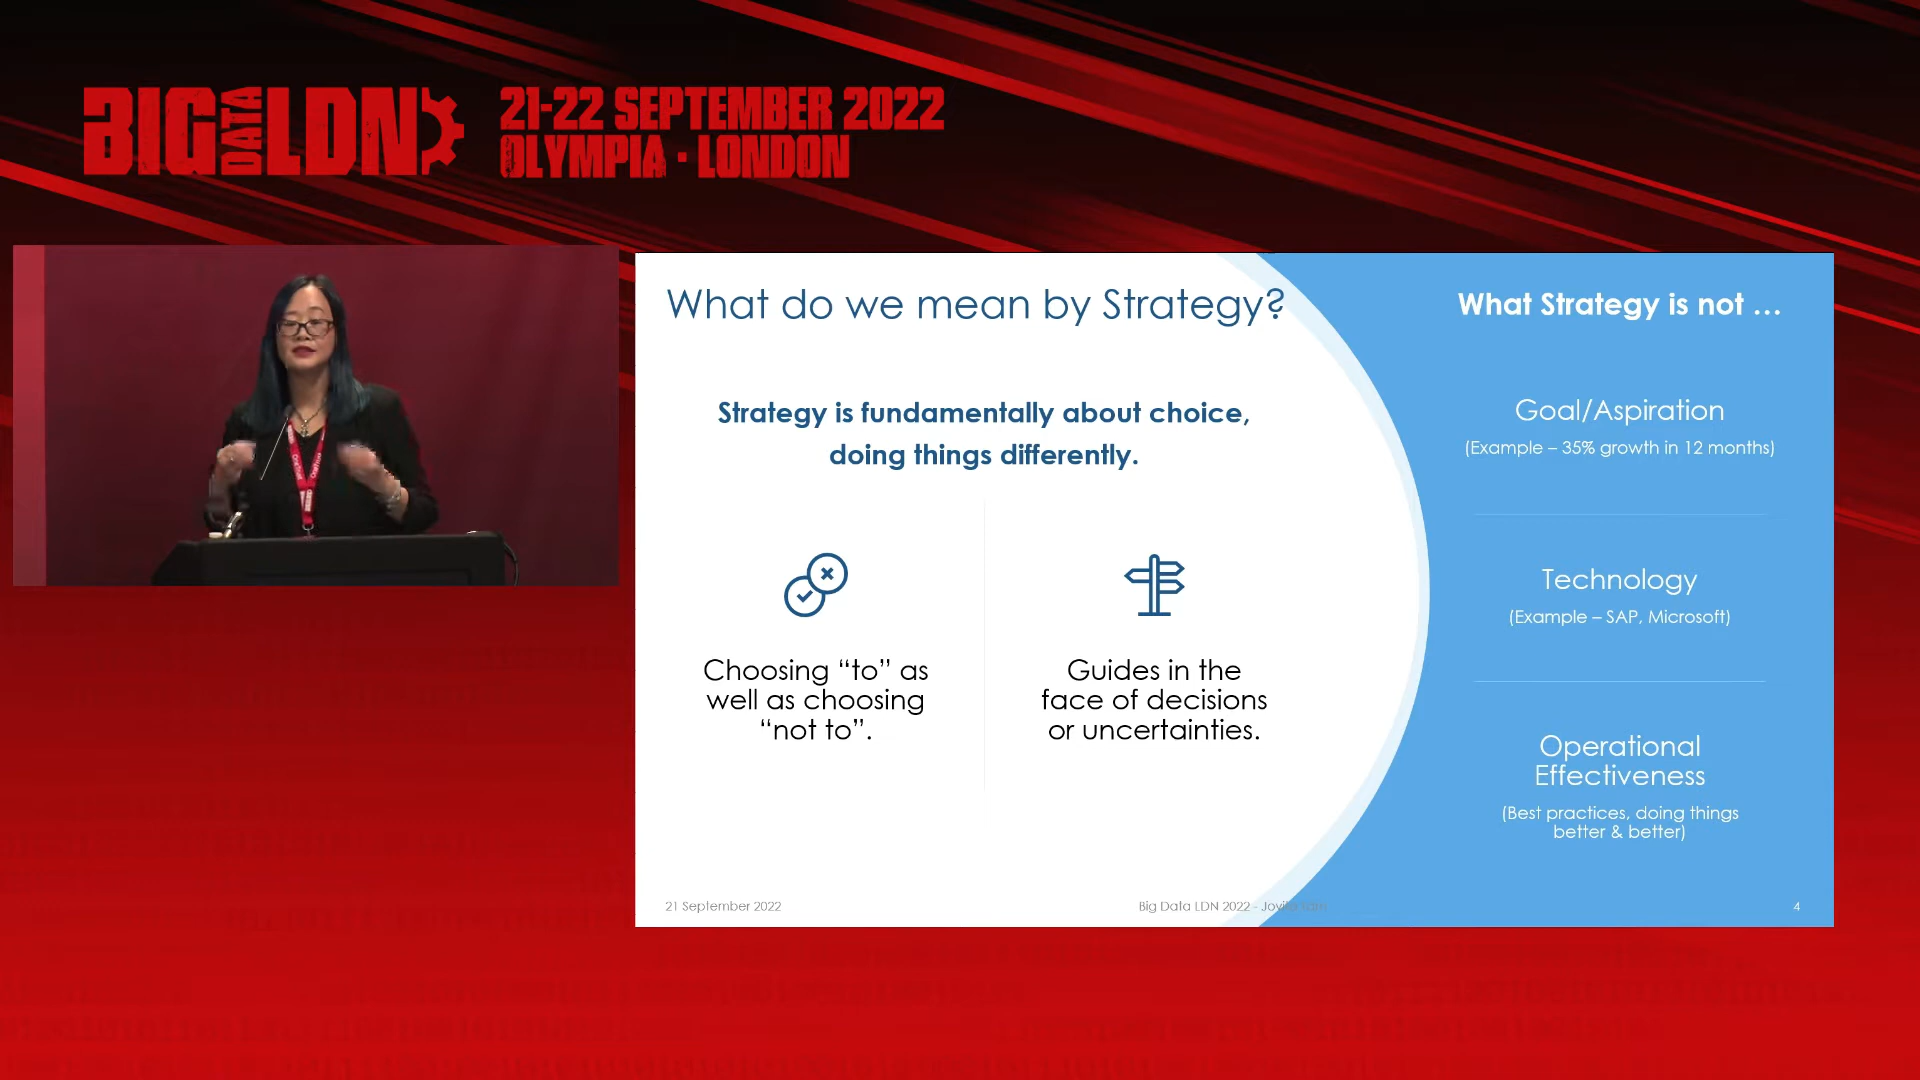 BIG DATA LDN
21-22 SEPTEMBER 2022
OLYMPIA · LONDON
What do we mean by Strategy?
Strategy is fundamentally about choice,
doing things differently.
Choosing “to” as
well as choosing
“not to”.
Guides in the
face of decisions
or uncertainties.
What Strategy is not ...
Goal/Aspiration
(Example – 35% growth in 12 months)
Technology
(Example – SAP, Microsoft)
Operational
Effectiveness
(Best practices, doing things
better & better)
21 September 2022
Big Data LDN 2022 - Jovita Tam
4